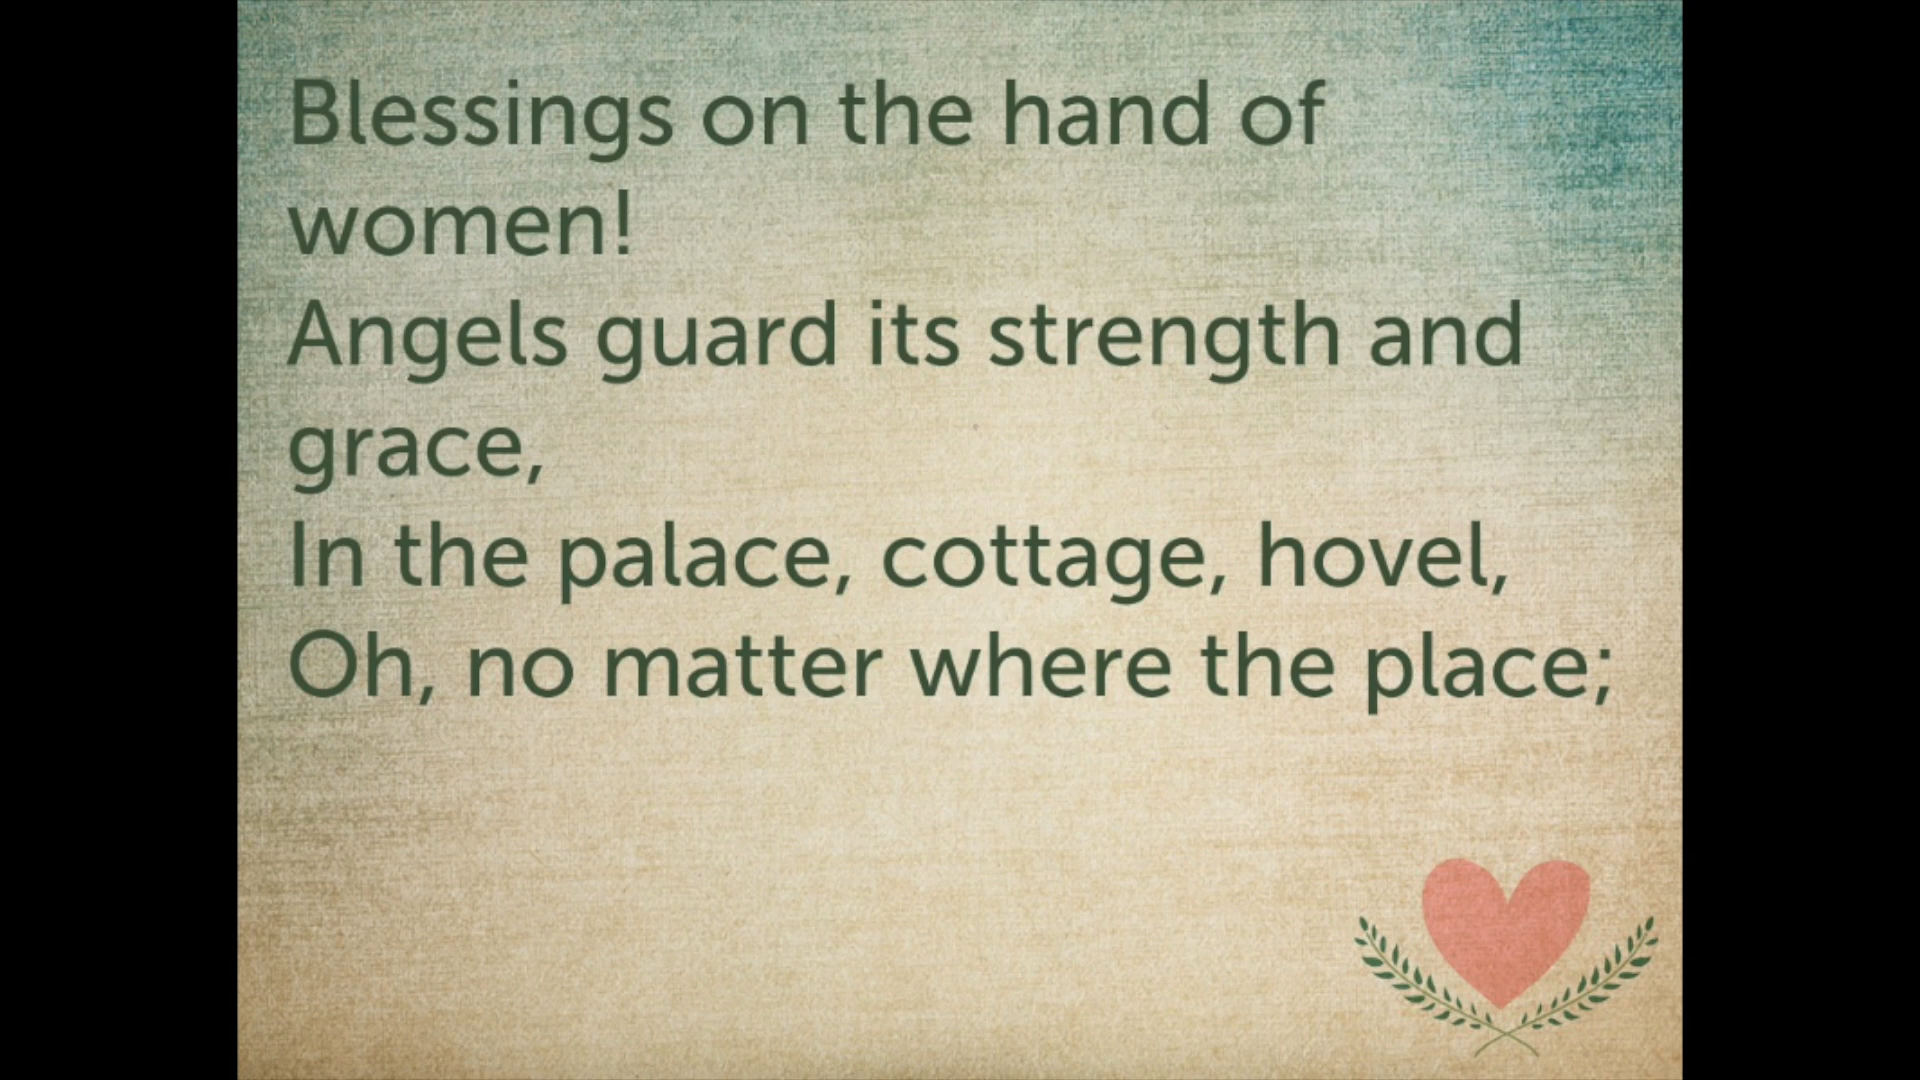 Blessings on the hand of
women!
Angels guard its strength and
grace,
In the palace, cottage, hovel,
Oh, no matter where the place;